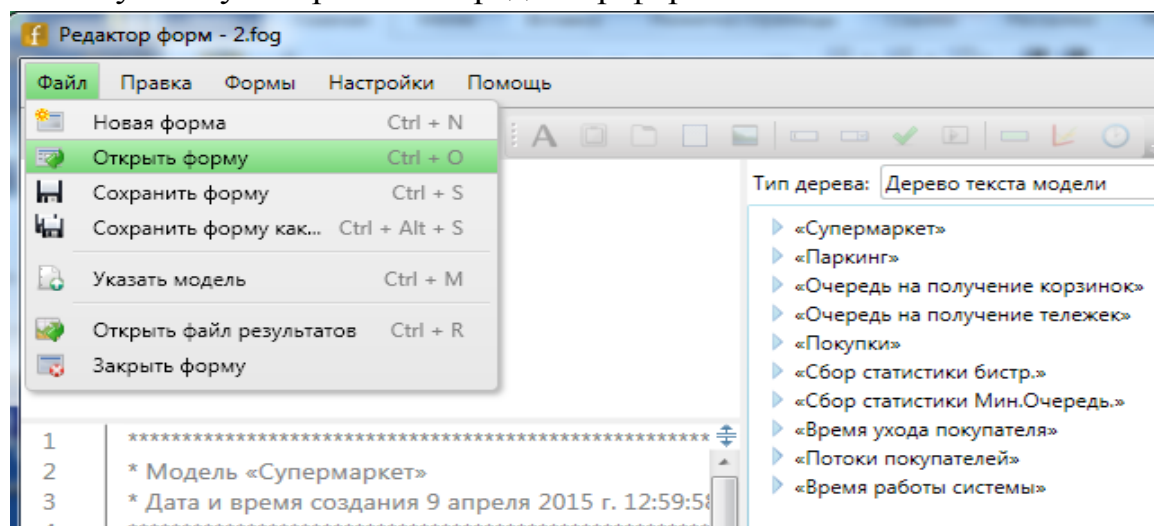 Редактор форм - 2.fog
Файл Правка Формы Настройки Помощь
Новая форма Ctrl + N
Открыть форму Ctrl + O
Сохранить форму Ctrl + S
Сохранить форму как... Ctrl + Alt + S
Указать модель Ctrl + M
Открыть файл результатов Ctrl + R
Закрыть форму
A
Тип дерева: Дерево текста модели
«Супермаркет»
«Паркинг»
«Очередь на получение корзинок»
«Очередь на получение тележек»
«Покупки»
«Сбор статистики бистр.»
«Сбор статистики Мин.Очередь.»
«Время ухода покупателя»
«Потоки покупателей»
«Время работы системы»
1 ******************************************************
2 * Модель «Супермаркет»
3 * Дата и время создания 9 апреля 2015 г. 12:59:58